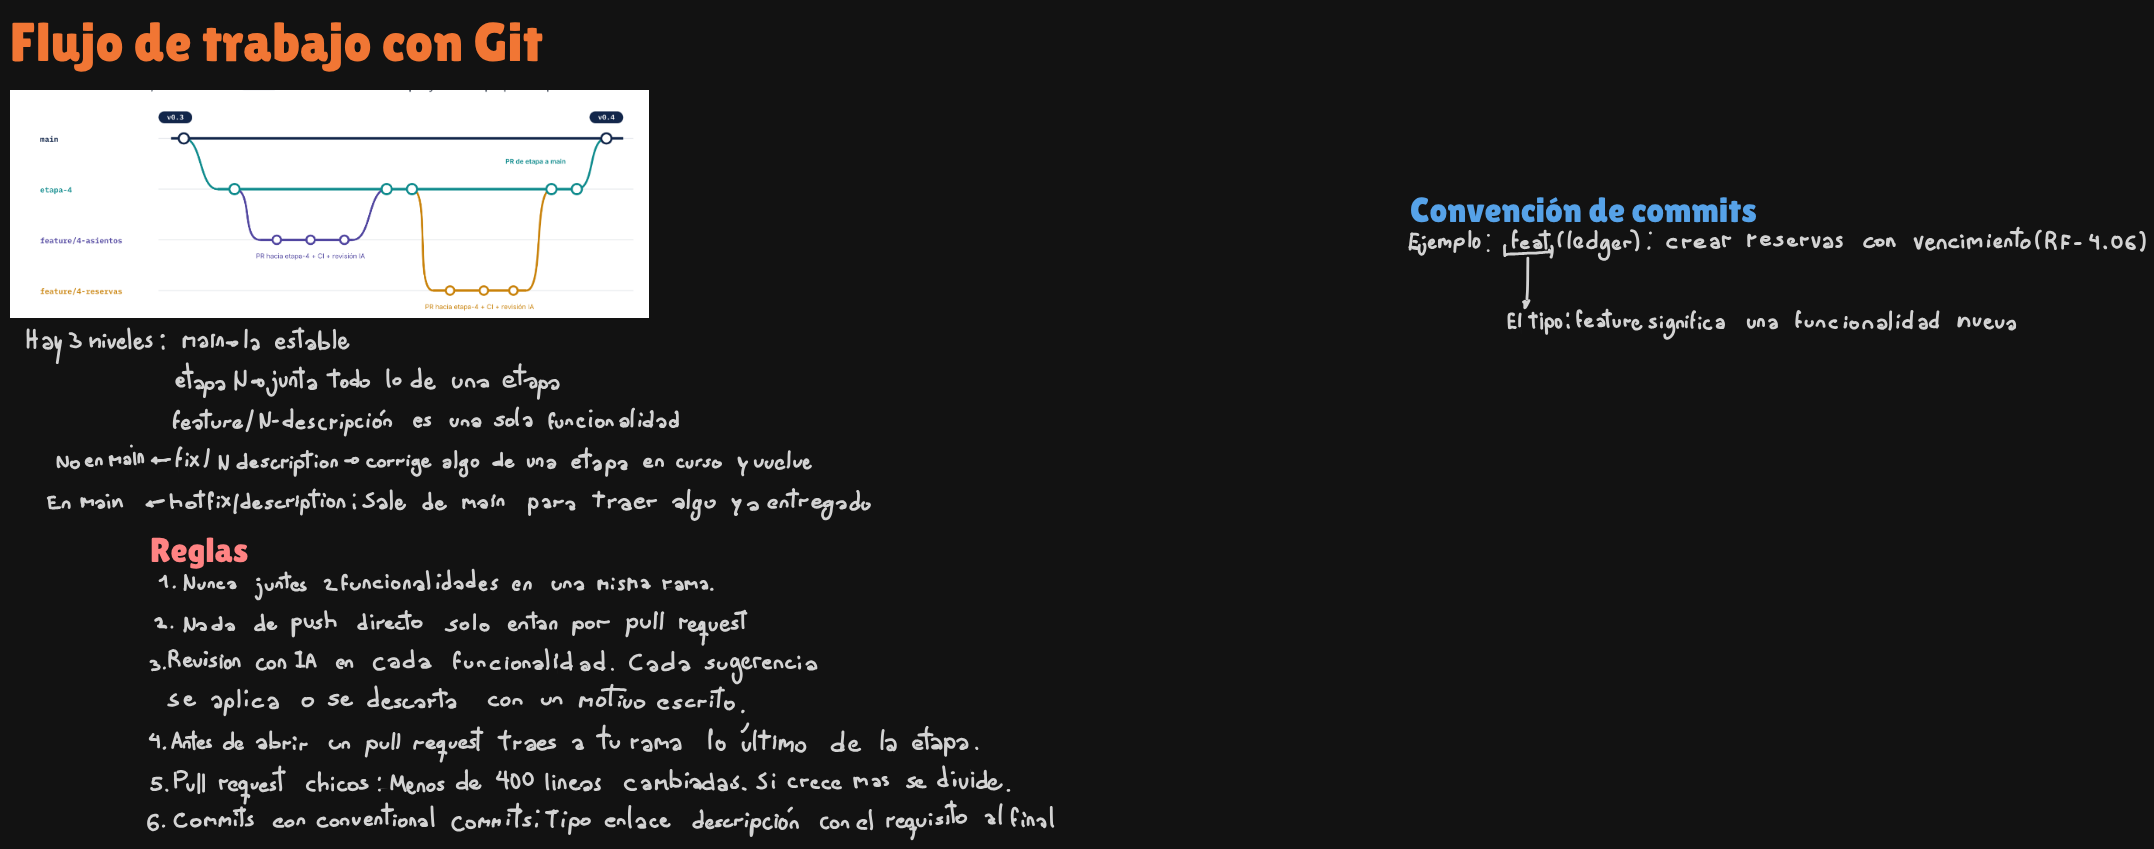 Flujo de trabajo con Git
v0.3
v0.4
main
PR de etapa a main
etapa-4
feature/4-asientos
PR hacia etapa-4 + CI + revisión IA
feature/4-reservas
PR hacia etapa-4 + CI + revisión IA
Hay 3 niveles: main→la estable
etapa N→junta todo lo de una etapa
feature/N-descripción es una sola funcionalidad
No en main ← fix/N description → corrige algo de una etapa en curso y vuelve
En main ← hotfix/description: Sale de main para traer algo ya entregado
Reglas
1. Nunca juntes 2 funcionalidades en una misma rama.
2. Nada de push directo solo entan por pull request
3. Revision con IA en cada funcionalidad. Cada sugerencia
se aplica o se descarta con un motivo escrito.
4. Antes de abrir un pull request traes a tu rama lo último de la etapa.
5. Pull request chicos: Menos de 400 lineas cambiadas. Si crece mas se divide.
6. Commits con conventional commits: Tipo enlace descripción con el requisito al final
Convención de commits
Ejemplo: feat(ledger): crear reservas con vencimiento(RF-4.06)
El tipo: feature significa una funcionalidad nueva